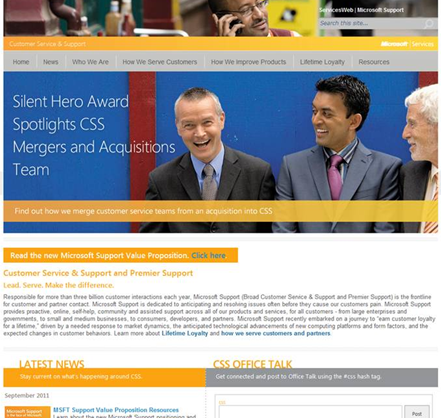 ServicesWeb | Microsoft Support
Search this site...
Customer Service & Support
Microsoft | Services
Home
News
Who We Are
How We Serve Customers
How We Improve Products
Lifetime Loyalty
Resources
Silent Hero Award
Spotlights CSS
Mergers and Acquisitions
Team
Find out how we merge customer service teams from an acquisition into CSS
Read the new Microsoft Support Value Proposition. Click here
Customer Service & Support and Premier Support
Lead. Serve. Make the difference.
Responsible for more than three billion customer interactions each year, Microsoft Support (Broad Customer Service & Support and Premier Support) is the frontline
for customer and partner contact. Microsoft Support is dedicated to anticipating and resolving issues often before they cause our customers pain. Microsoft Support
provides proactive, online, self-help, community and assisted support across all of our products and services, for all customers - from large enterprises and
governments, to small and medium businesses, to consumers, developers, and partners. Microsoft Support recently embarked on a journey to "earn customer loyalty
for a lifetime," driven by a needed response to market dynamics, the anticipated technological advancements of new computing platforms and form factors, and the
expected changes in customer behaviors. Learn more about Lifetime Loyalty and how we serve our customers and partners.
LATEST NEWS
Stay current on what's happening around CSS.
CSS OFFICE TALK
Get connected and post to Office Talk using the #css hash tag.
September 2011
MSFT Support Value Proposition Resources
Learn about the new Microsoft Support positioning and
Microsoft Support
css
Post